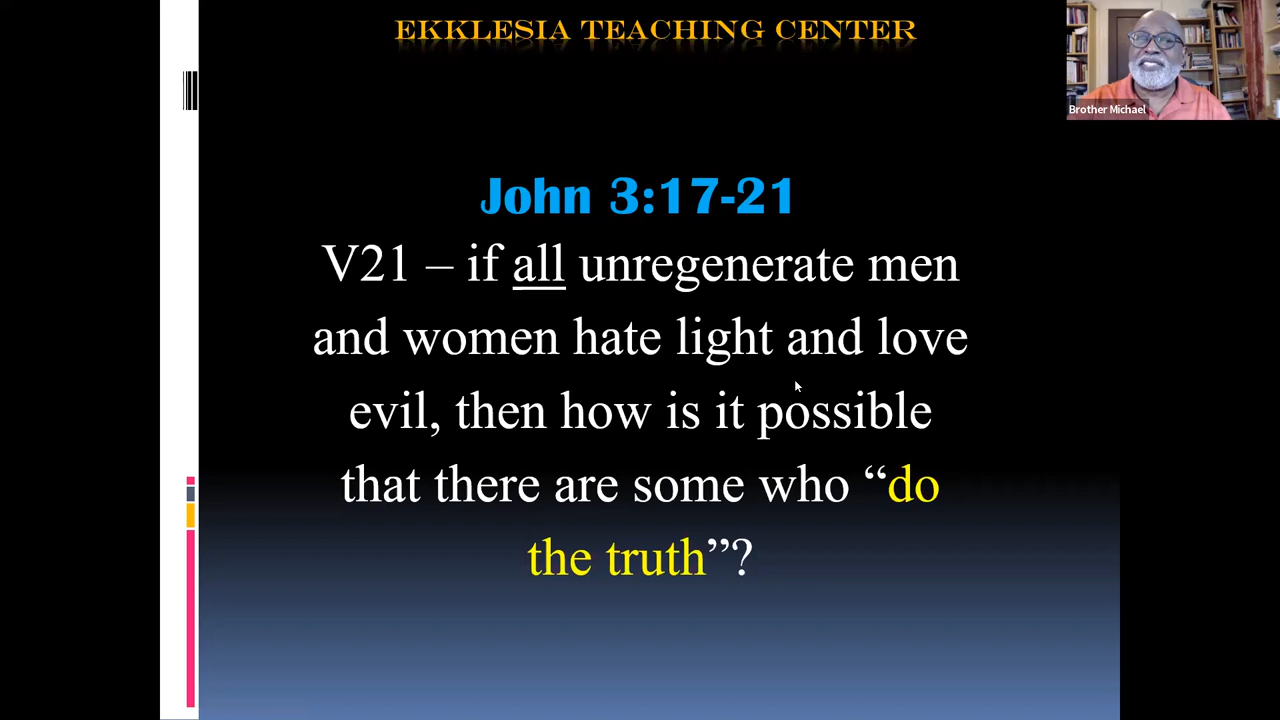 EKKLESIA TEACHING CENTER
Brother Michael
John 3:17-21
V21 – if all unregenerate men
and women hate light and love
evil, then how is it possible
that there are some who “do
the truth”?